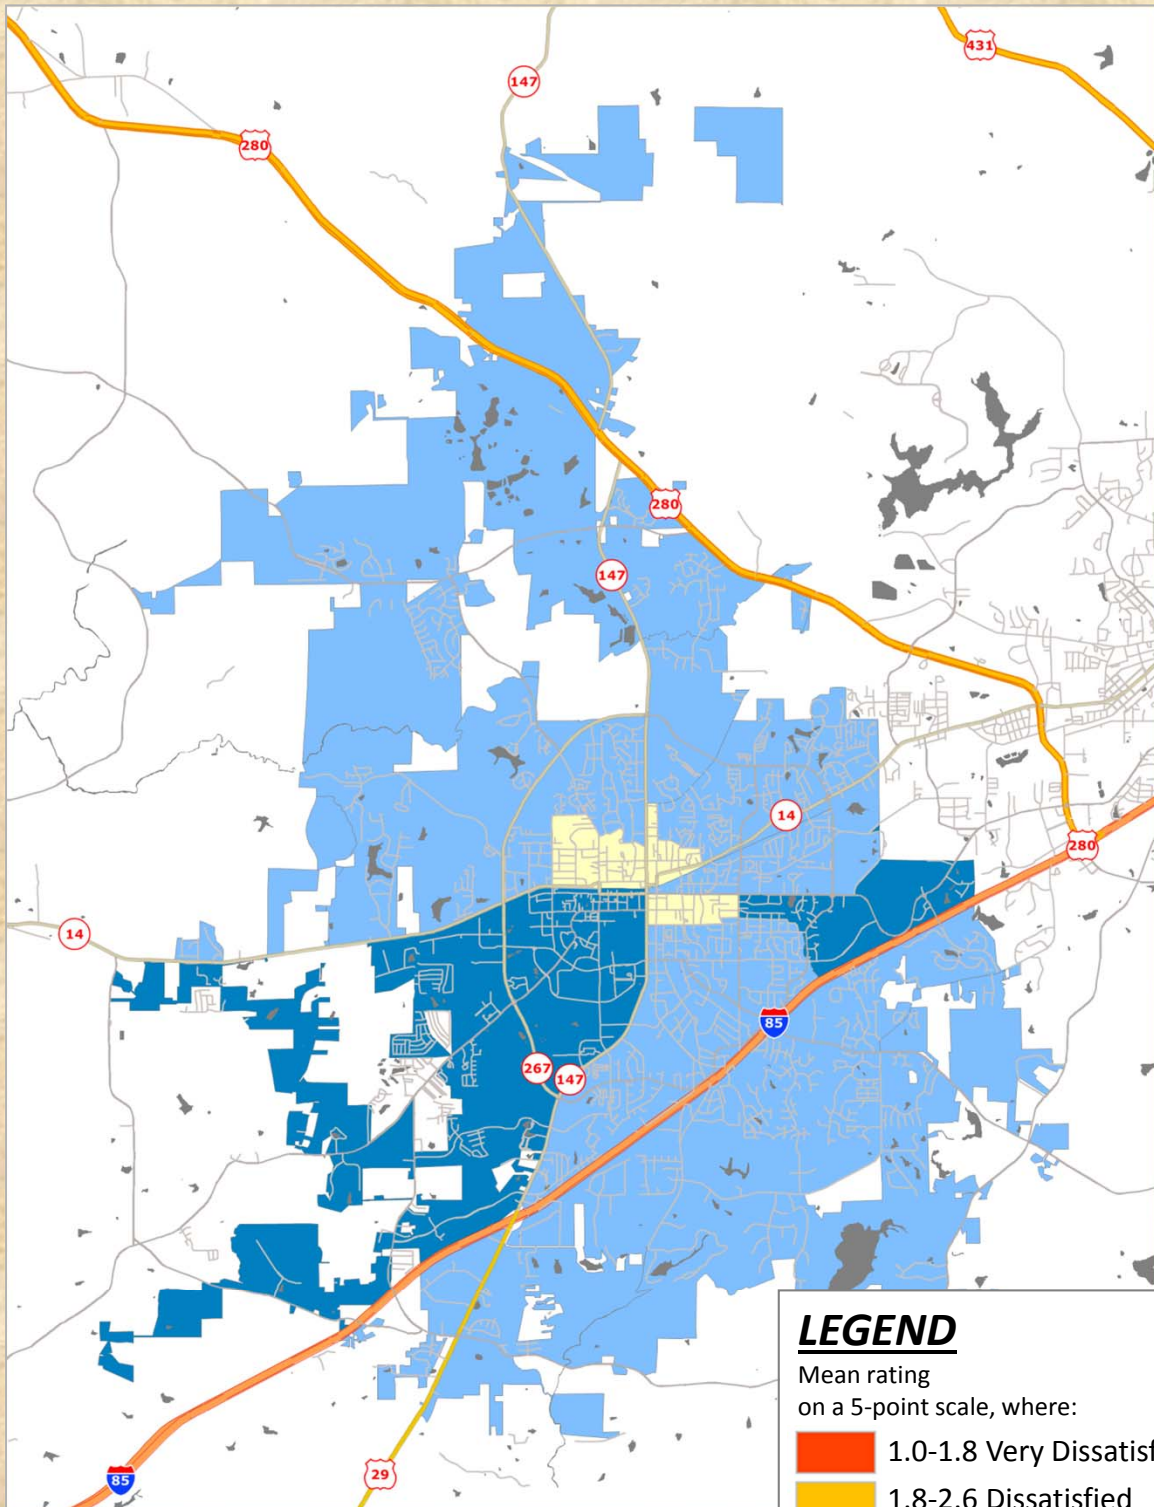 431
147
280
280
147
14
280
14
85
267
147
29
85
LEGEND
Mean rating
on a 5-point scale, where:
1.0-1.8 Very
1.8-2.6 Dissatisfied